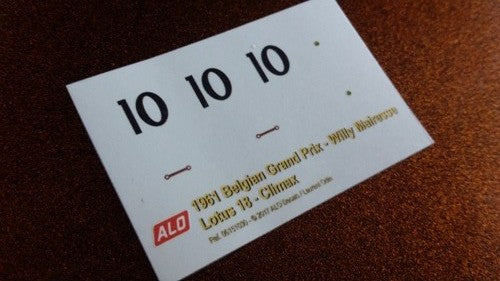 10 10 10
1961 Belgian Grand Prix - Willy Mairesse
Lotus 18 - Climax
ALO